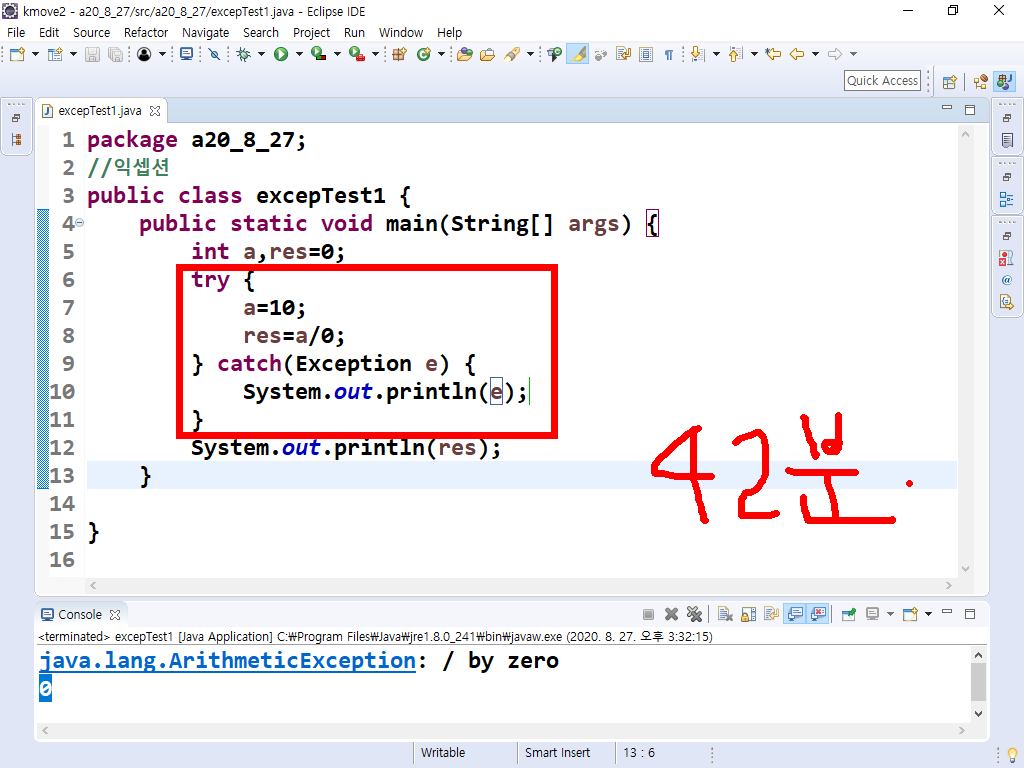 kmove2 - a20_8_27/src/a20_8_27/excepTest1.java - Eclipse IDE
File Edit Source Refactor Navigate Search Project Run Window Help
Quick Access
excepTest1.java
1 package a20_8_27;
2 //익셉션
3 public class excepTest1 {
4 public static void main(String[] args) {
5 int a,res=0;
6 try {
7 a=10;
8 res=a/0;
9 } catch(Exception e) {
10 System.out.println(e);
11 }
12 System.out.println(res);
13 }
14
15 }
16
42분.
Console
<terminated> excepTest1 [Java Application] C:₩Program Files₩Java₩jre1.8.0_241₩bin₩javaw.exe (2020. 8. 27. 오후 3:32:15)
java.lang.ArithmeticException: / by zero
0
Writable Smart Insert 13 : 6